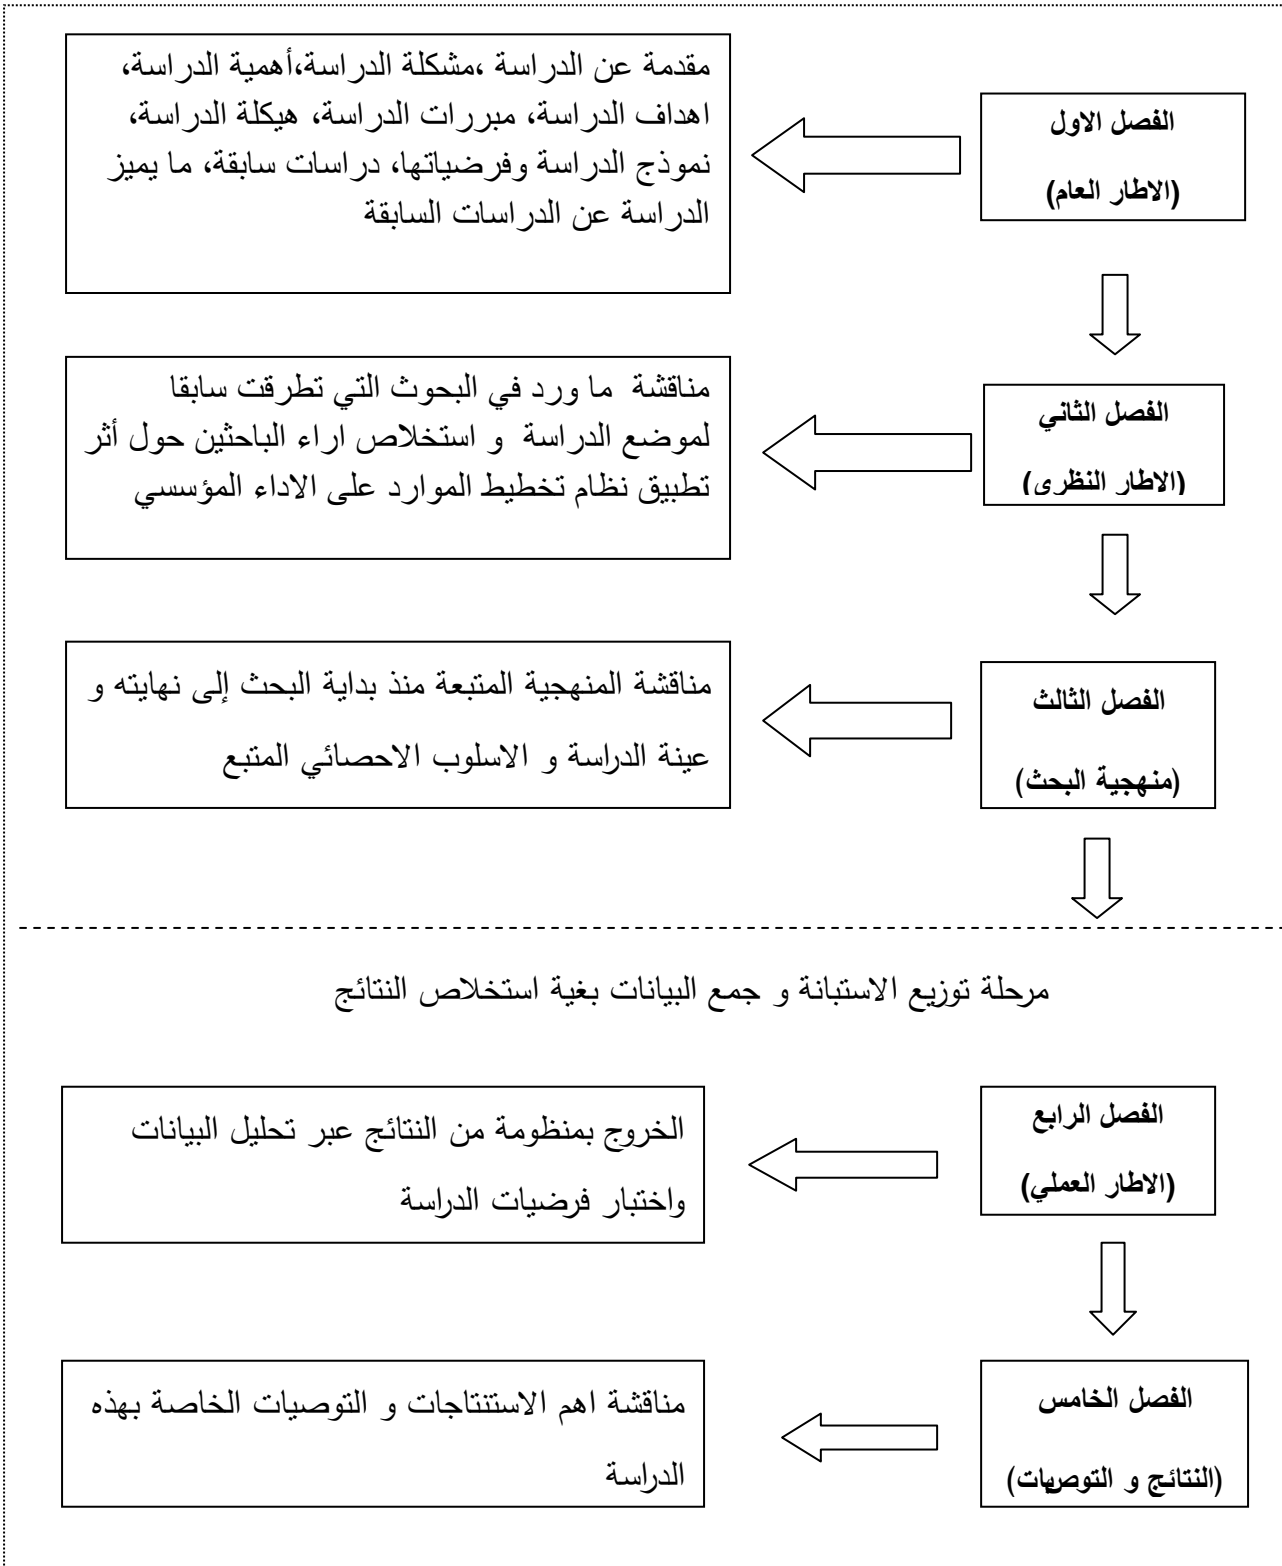 الفصل الاول
(الاطار العام)
مقدمة عن الدراسة ،مشكلة الدراسة،أهمية الدراسة،
اهداف الدراسة، مبررات الدراسة، هيكلة الدراسة،
نموذج الدراسة وفرضياتها، دراسات سابقة، ما يميز
الدراسة عن الدراسات السابقة
الفصل الثاني
(الاطار النظري)
مناقشة ما ورد في البحوث التي تطرقت سابقا
لموضع الدراسة و استخلاص اراء الباحثين حول أثر
تطبيق نظام تخطيط الموارد على الاداء المؤسسي
الفصل الثالث
(منهجية البحث)
مناقشة المنهجية المتبعة منذ بداية البحث إلى نهايته و
عينة الدراسة و الاسلوب الاحصائي المتبع
مرحلة توزيع الاستبانة و جمع البيانات بغية استخلاص النتائج
الفصل الرابع
(الاطار العملي)
الخروج بمنظومة من النتائج عبر تحليل البيانات
واختبار فرضيات الدراسة
الفصل الخامس
(النتائج و التوصيات)
مناقشة اهم الاستنتاجات و التوصيات الخاصة بهذه
الدراسة